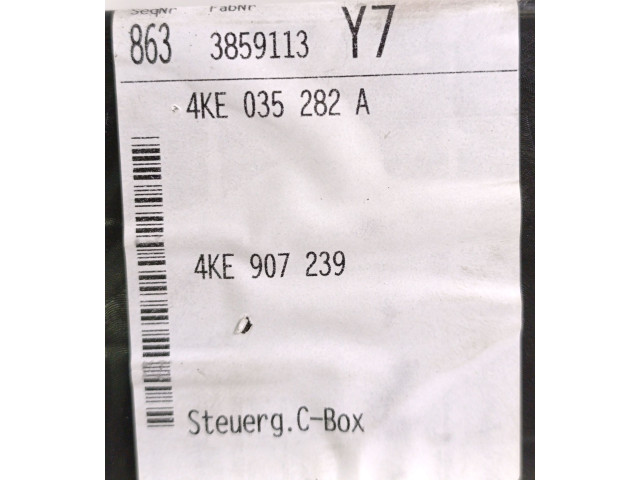 SeqNr FabNr
863 3859113 Y7
4KE 035 282 A
4KE 907 239
Steuerg.C-Box